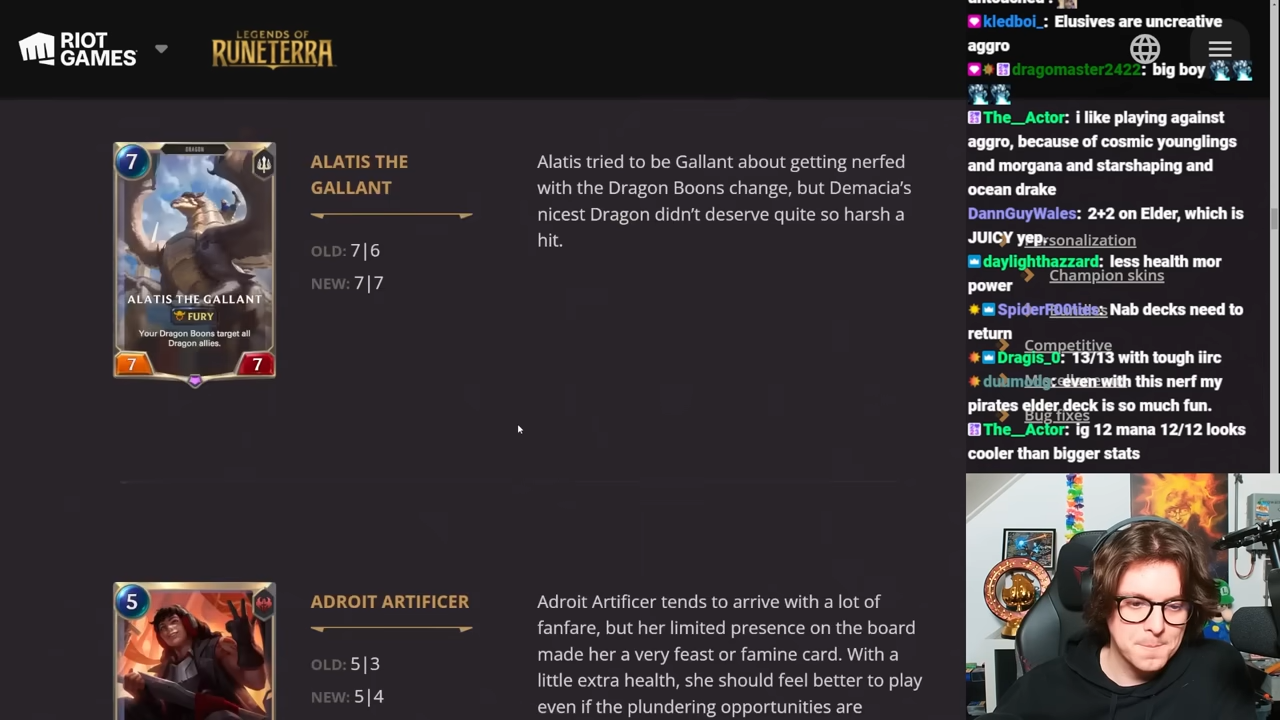 RIOT
GAMES
LEGENDS OF
RUNETERRA
7
DRAGON
ALATIS THE GALLANT
FURY
Your Dragon Boons target all
Dragon allies.
7
7
ALATIS THE
GALLANT
OLD: 7|6
NEW: 7|7
Alatis tried to be Gallant about getting nerfed
with the Dragon Boons change, but Demacia's
nicest Dragon didn't deserve quite so harsh a
hit.
5
ADROIT ARTIFICER
OLD: 5|3
NEW: 5|4
Adroit Artificer tends to arrive with a lot of
fanfare, but her limited presence on the board
made her a very feast or famine card. With a
little extra health, she should feel better to play
even if the plundering opportunities are
Personalization
Champion skins
Competitive
Bug fixes
kledboi_: Elusives are uncreative
aggro
dragomaster2422: big boy
The__Actor: i like playing against
aggro, because of cosmic younglings
and morgana and starshaping and
ocean drake
DannGuyWales: 2+2 on Elder, which is
JUICY yep.
daylighthazzard: less health mor
power
Nab decks need to
return
Dragis_0: 13/13 with tough iirc
even with this nerf my
pirates elder deck is so much fun.
The__Actor: ig 12 mana 12/12 looks
cooler than bigger stats